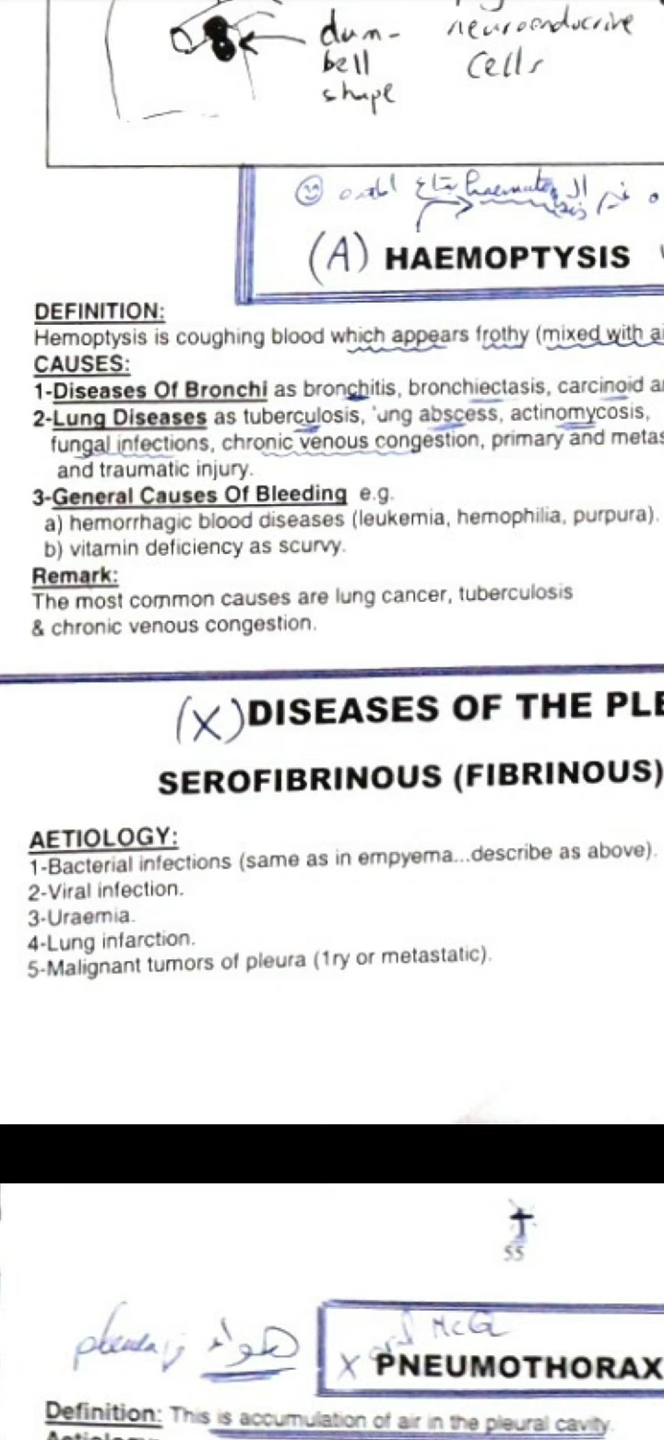 dum-
bell
shape
neuroendocrine
cells
(A) HAEMOPTYSIS
DEFINITION:
Hemoptysis is coughing blood which appears frothy (mixed with ai
CAUSES:
1-Diseases Of Bronchi as bronchitis, bronchiectasis, carcinoid a
2-Lung Diseases as tuberculosis, lung abscess, actinomycosis,
fungal infections, chronic venous congestion, primary and metas
and traumatic injury.
3-General Causes Of Bleeding e.g.
a) hemorrhagic blood diseases (leukemia, hemophilia, purpura).
b) vitamin deficiency as scurvy.
Remark:
The most common causes are lung cancer, tuberculosis
& chronic venous congestion.
(X) DISEASES OF THE PLE
SEROFIBRINOUS (FIBRINOUS)
AETIOLOGY:
1-Bacterial infections (same as in empyema...describe as above).
2-Viral infection.
3-Uraemia.
4-Lung infarction.
5-Malignant tumors of pleura (1ry or metastatic).
55
MCQ
X PNEUMOTHORAX
Definition: This is accumulation of air in the pleural cavity.